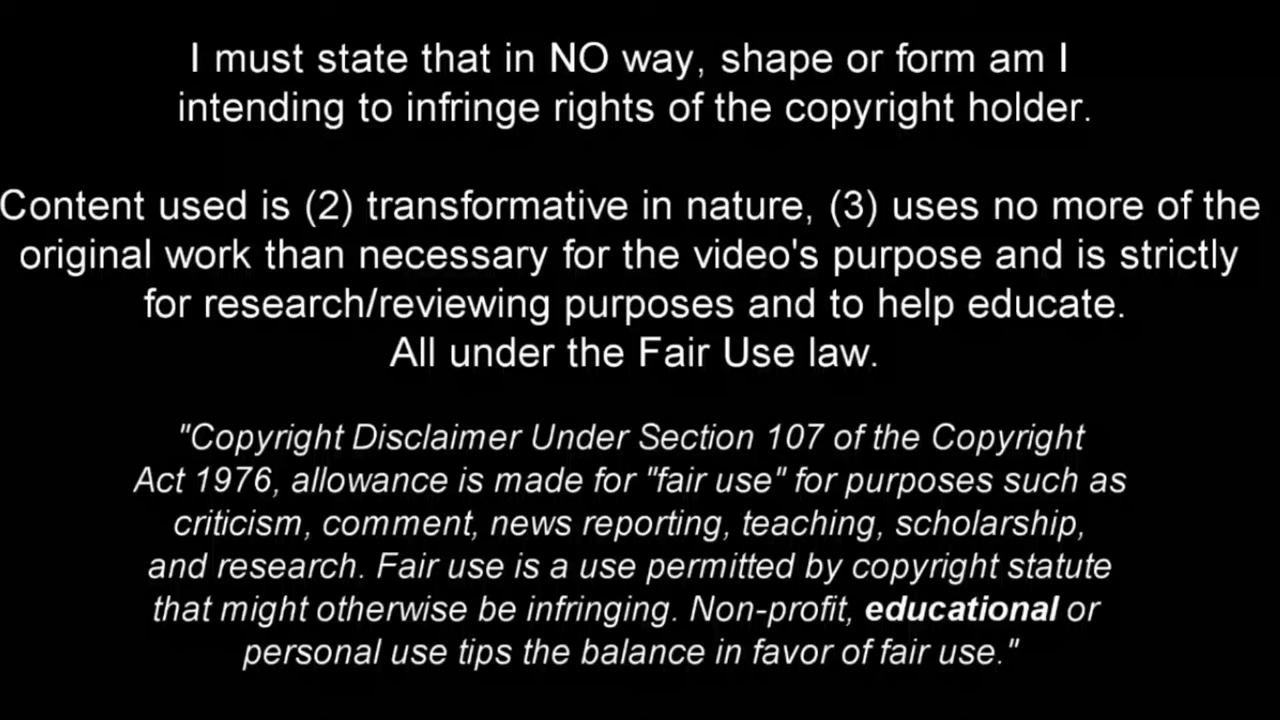 I must state that in NO way, shape or form am I
intending to infringe rights of the copyright holder.
Content used is (2) transformative in nature, (3) uses no more of the
original work than necessary for the video's purpose and is strictly
for research/reviewing purposes and to help educate.
All under the Fair Use law.
"Copyright Disclaimer Under Section 107 of the Copyright
Act 1976, allowance is made for "fair use" for purposes such as
criticism, comment, news reporting, teaching, scholarship,
and research. Fair use is a use permitted by copyright statute
that might otherwise be infringing. Non-profit, educational or
personal use tips the balance in favor of fair use."